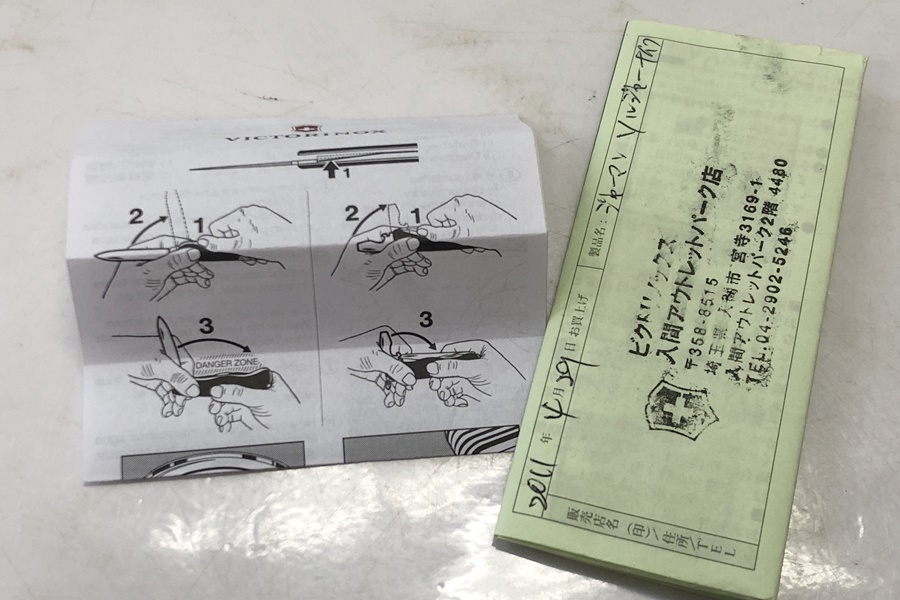 VICTORINOX
1
2
1
2
1
3
DANGER ZONE
3
製品名 ジャーマン ソルジャーナイフ
2011 年 4 月 29 日 お買上げ
ビクトリノックス
入間アウトレットパーク店
〒358-8515
埼玉県 入間市 宮寺3169-1
入間アウトレットパーク2階 4480
TEL:04-2902-5246
販売店名(印)/住所/TEL